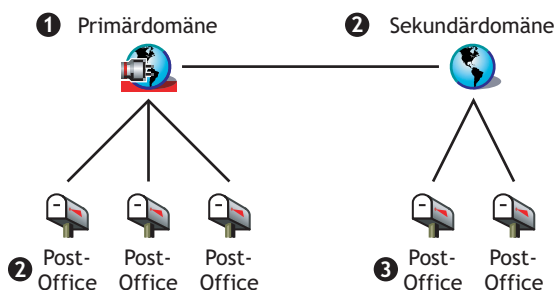 1 Primärdomäne
2 Sekundärdomäne
Post- Post- Post- Post- Post-
2 Office Office Office 3 Office Office